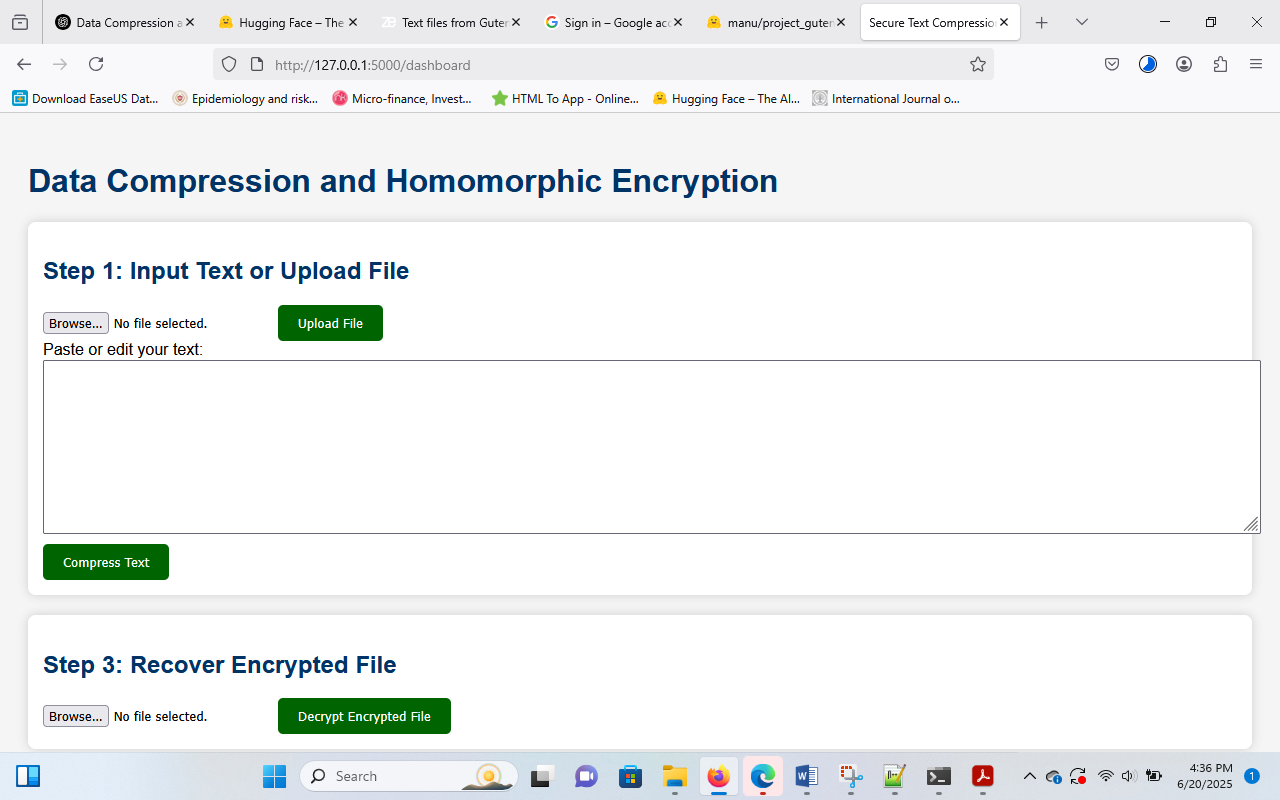 Data Compression a
Hugging Face – The
Text files from Guter
Sign in – Google acc
manu/project_guter
Secure Text Compressio
http://127.0.0.1:5000/dashboard
Download EaseUS Dat...
Epidemiology and risk...
Micro-finance, Invest...
HTML To App - Online...
Hugging Face – The AI...
International Journal o...
Data Compression and Homomorphic Encryption
Step 1: Input Text or Upload File
Browse... No file selected. Upload File
Paste or edit your text:
Compress Text
Step 3: Recover Encrypted File
Browse... No file selected. Decrypt Encrypted File
Search
4:36 PM
6/20/2025
1